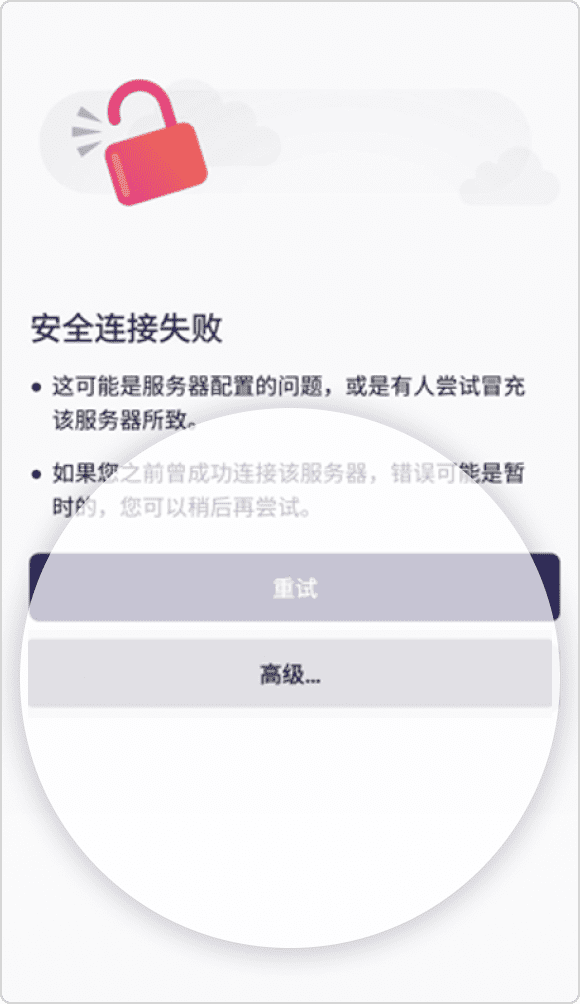 安全连接失败
• 这可能是服务器配置的问题，或是有人尝试冒充
该服务器所致。
• 如果您之前曾成功连接该服务器，错误可能是暂
时的，您可以稍后再尝试。
重试
高级...